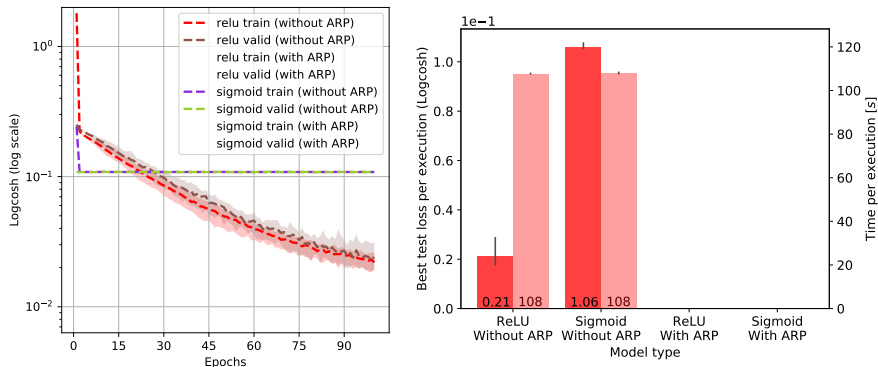 10⁰
10⁻¹
10⁻²
Logcosh (log scale)
0 15 30 45 60 75 90
Epochs
relu train (without ARP)
relu valid (without ARP)
relu train (with ARP)
relu valid (with ARP)
sigmoid train (without ARP)
sigmoid valid (without ARP)
sigmoid train (with ARP)
sigmoid valid (with ARP)
1e−1
1.0
0.8
0.6
0.4
0.2
0.0
Best test loss per execution (Logcosh)
0.21 108 1.06 108
ReLU Without ARP
Sigmoid Without ARP
ReLU With ARP
Sigmoid With ARP
Model type
120
100
80
60
40
20
0
Time per execution [s]